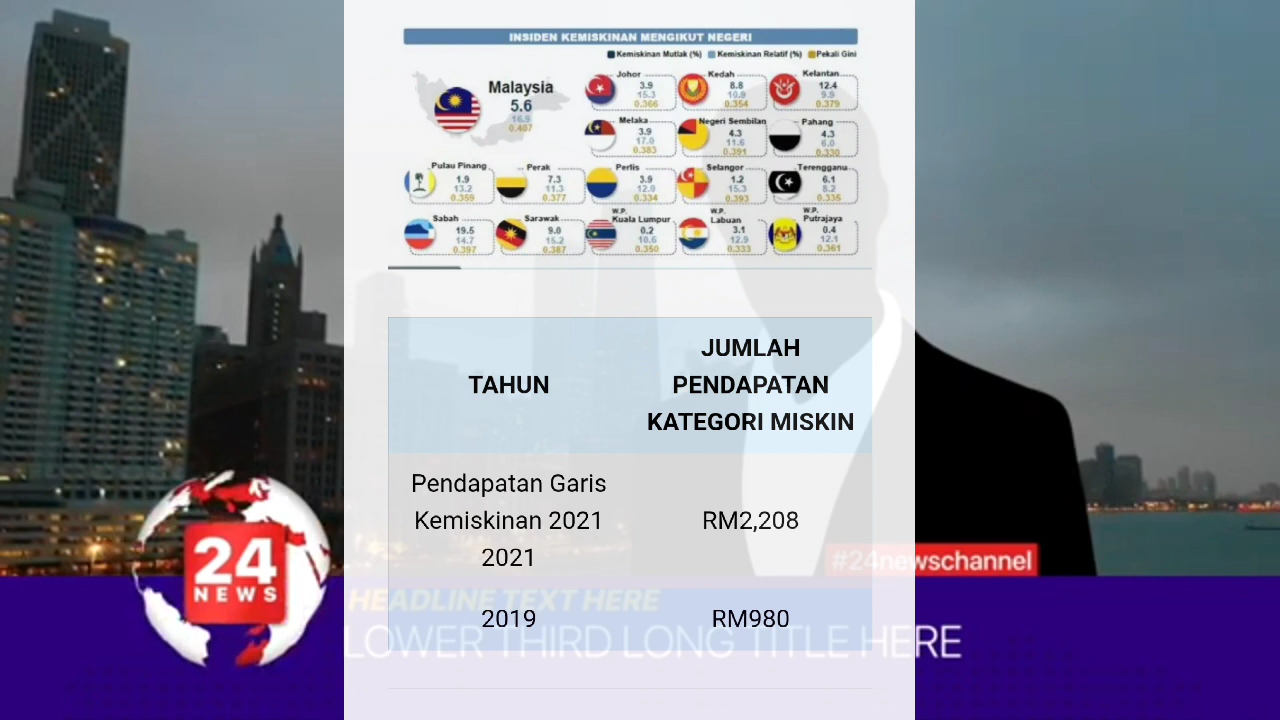 INSIDEN KEMISKINAN MENGIKUT NEGERI
Kemiskinan Mutlak (%) Kemiskinan Relatif (%) Pekali Gini
Malaysia
5.6
16.9
0.407
Johor
3.9
15.3
0.366
Kedah
8.8
10.9
0.354
Kelantan
12.4
9.9
0.379
Melaka
3.9
17.0
0.383
Negeri Sembilan
4.3
11.6
0.391
Pahang
4.3
6.0
0.330
Pulau Pinang
1.9
13.2
0.359
Perak
7.3
11.3
0.377
Perlis
3.9
12.0
0.334
Selangor
1.2
15.3
0.393
Terengganu
6.1
8.2
0.335
Sabah
19.5
14.7
0.397
Sarawak
9.0
15.2
0.387
W.P.
Kuala Lumpur
0.2
10.6
0.350
W.P.
Labuan
3.1
12.9
0.333
W.P.
Putrajaya
0.4
12.1
0.361
TAHUN
JUMLAH
PENDAPATAN
KATEGORI MISKIN
Pendapatan Garis
Kemiskinan 2021
2021
RM2,208
2019
RM980
24
NEWS
#24newschannel
HEADLINE TEXT HERE
LOWER THIRD LONG TITLE HERE